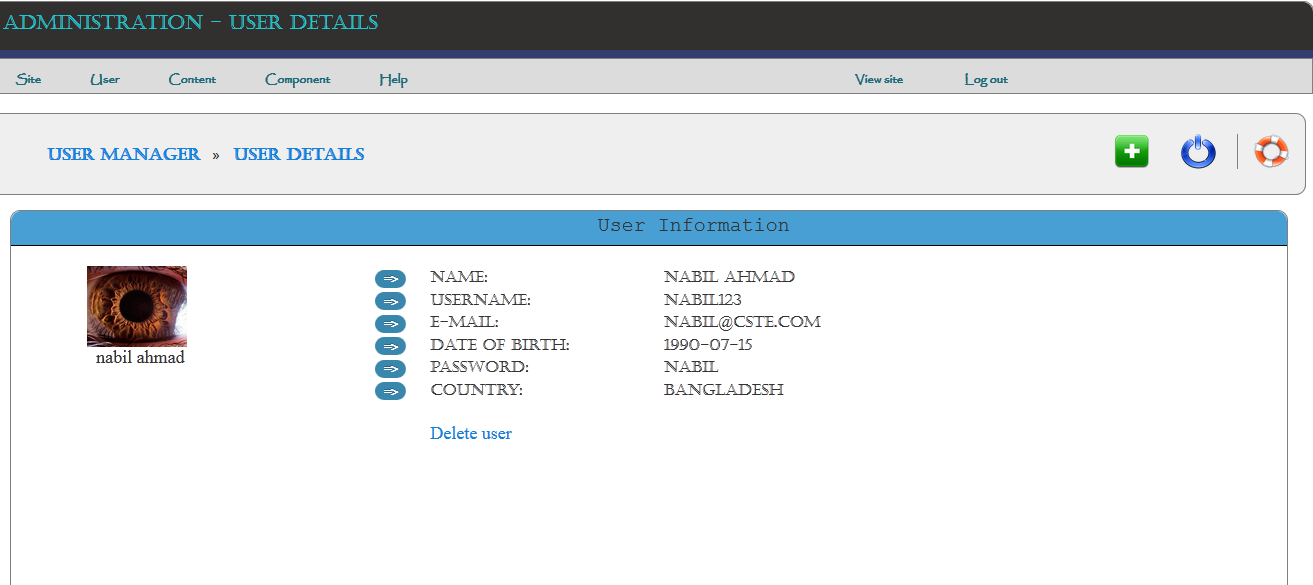 ADMINISTRATION - USER DETAILS
Site User Content Component Help View site Log out
USER MANAGER » USER DETAILS
User Information
=> NAME: NABIL AHMAD
=> USERNAME: NABIL123
=> E-MAIL: NABIL@CSTE.COM
=> DATE OF BIRTH: 1990-07-15
nabil ahmad
=> PASSWORD: NABIL
=> COUNTRY: BANGLADESH
Delete user